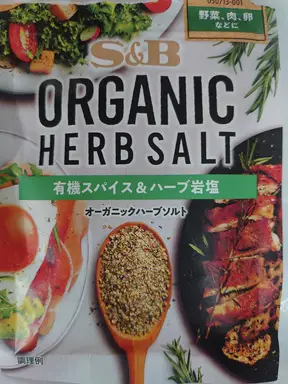 野菜、肉、卵
などに
S&B
ORGANIC
HERB SALT
有機スパイス&ハーブ岩塩
オーガニックハーブソルト
調理例